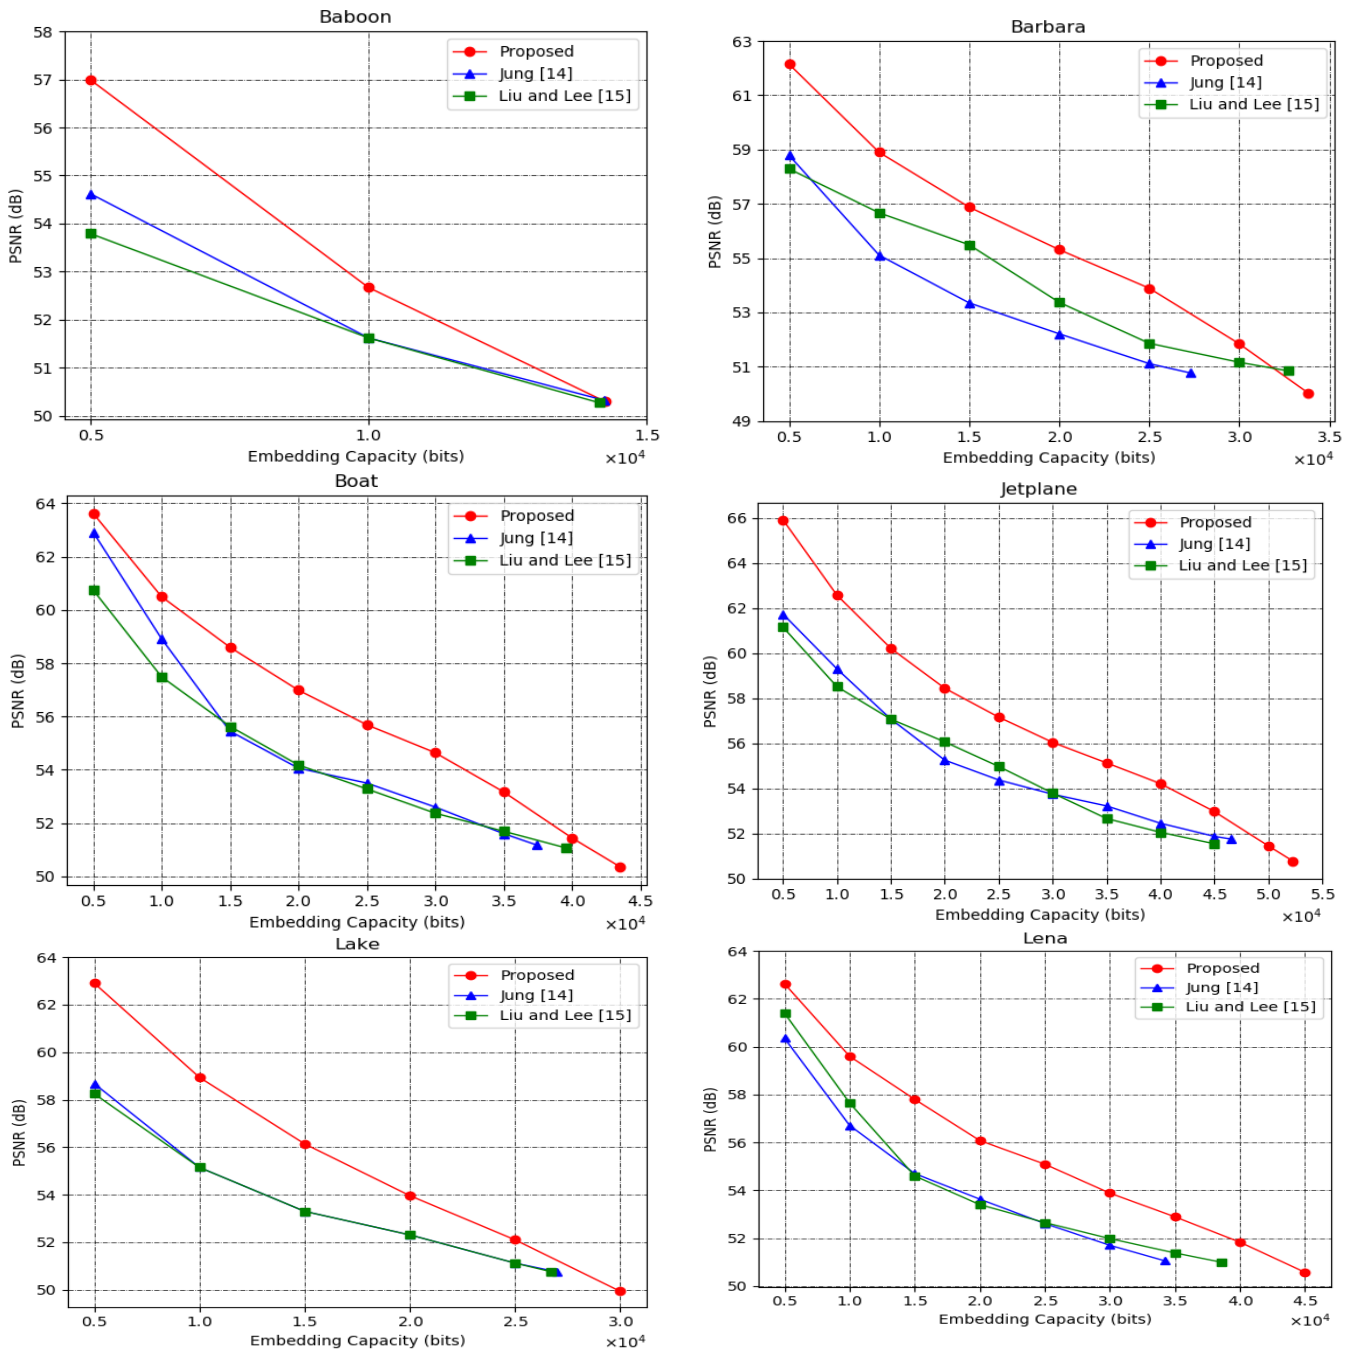 Baboon
58
57
56
55
54
53
52
51
50
PSNR (dB)
0.5
1.0
1.5
Embedding Capacity (bits)
×10⁴
Proposed
Jung [14]
Liu and Lee [15]
Barbara
63
61
59
57
55
53
51
49
PSNR (dB)
0.5
1.0
1.5
2.0
2.5
3.0
3.5
Embedding Capacity (bits)
×10⁴
Proposed
Jung [14]
Liu and Lee [15]
Boat
64
62
60
58
56
54
52
50
PSNR (dB)
0.5
1.0
1.5
2.0
2.5
3.0
3.5
4.0
4.5
Embedding Capacity (bits)
×10⁴
Proposed
Jung [14]
Liu and Lee [15]
Jetplane
66
64
62
60
58
56
54
52
50
PSNR (dB)
0.5
1.0
1.5
2.0
2.5
3.0
3.5
4.0
4.5
5.0
5.5
Embedding Capacity (bits)
×10⁴
Proposed
Jung [14]
Liu and Lee [15]
Lake
64
62
60
58
56
54
52
50
PSNR (dB)
0.5
1.0
1.5
2.0
2.5
3.0
Embedding Capacity (bits)
×10⁴
Proposed
Jung [14]
Liu and Lee [15]
Lena
64
62
60
58
56
54
52
50
PSNR (dB)
0.5
1.0
1.5
2.0
2.5
3.0
3.5
4.0
4.5
Embedding Capacity (bits)
×10⁴
Proposed
Jung [14]
Liu and Lee [15]